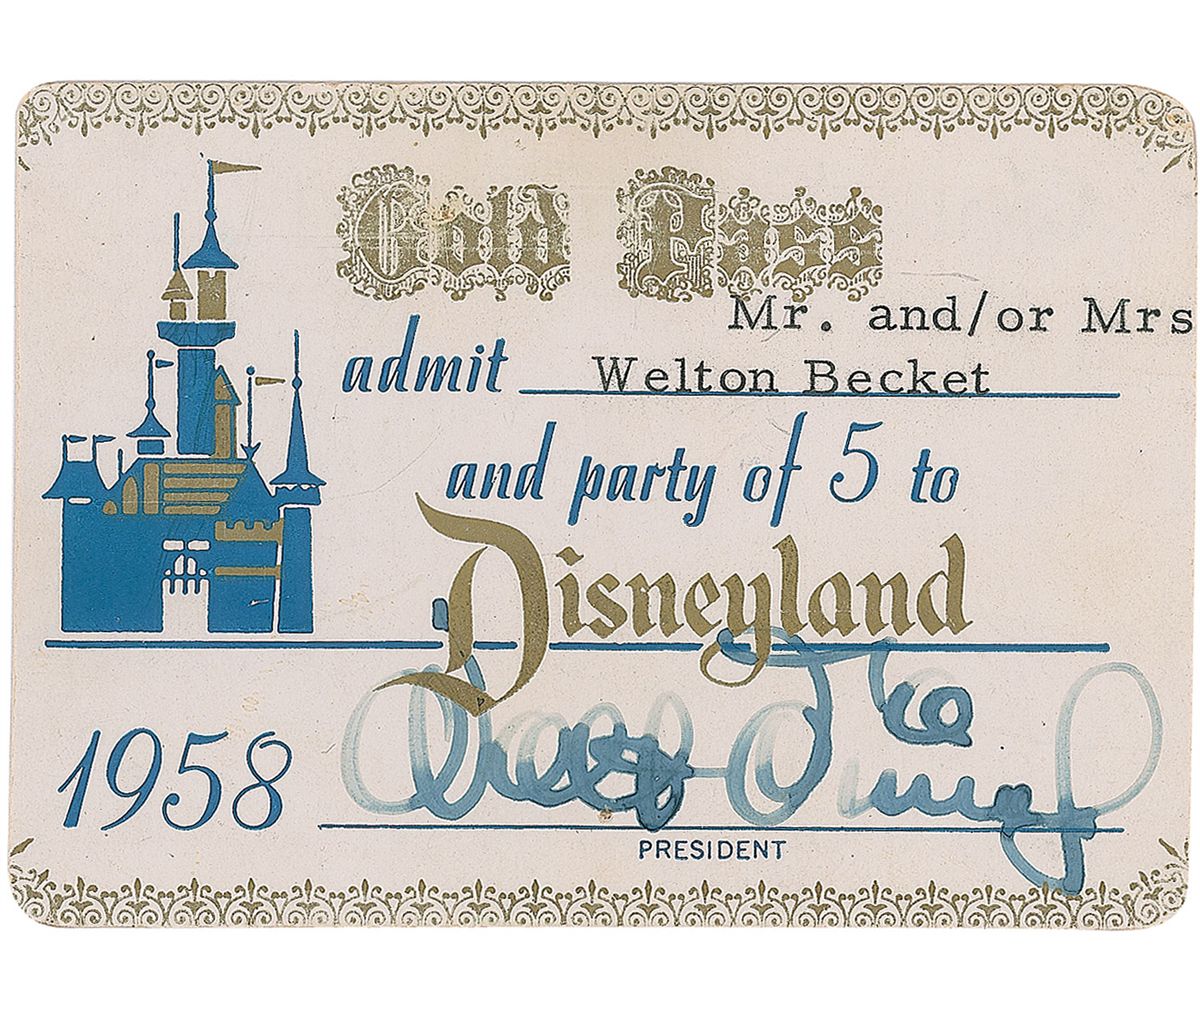 Gold Pass
Mr. and/or Mrs
admit Welton Becket
and party of 5 to
Disneyland
1958
PRESIDENT